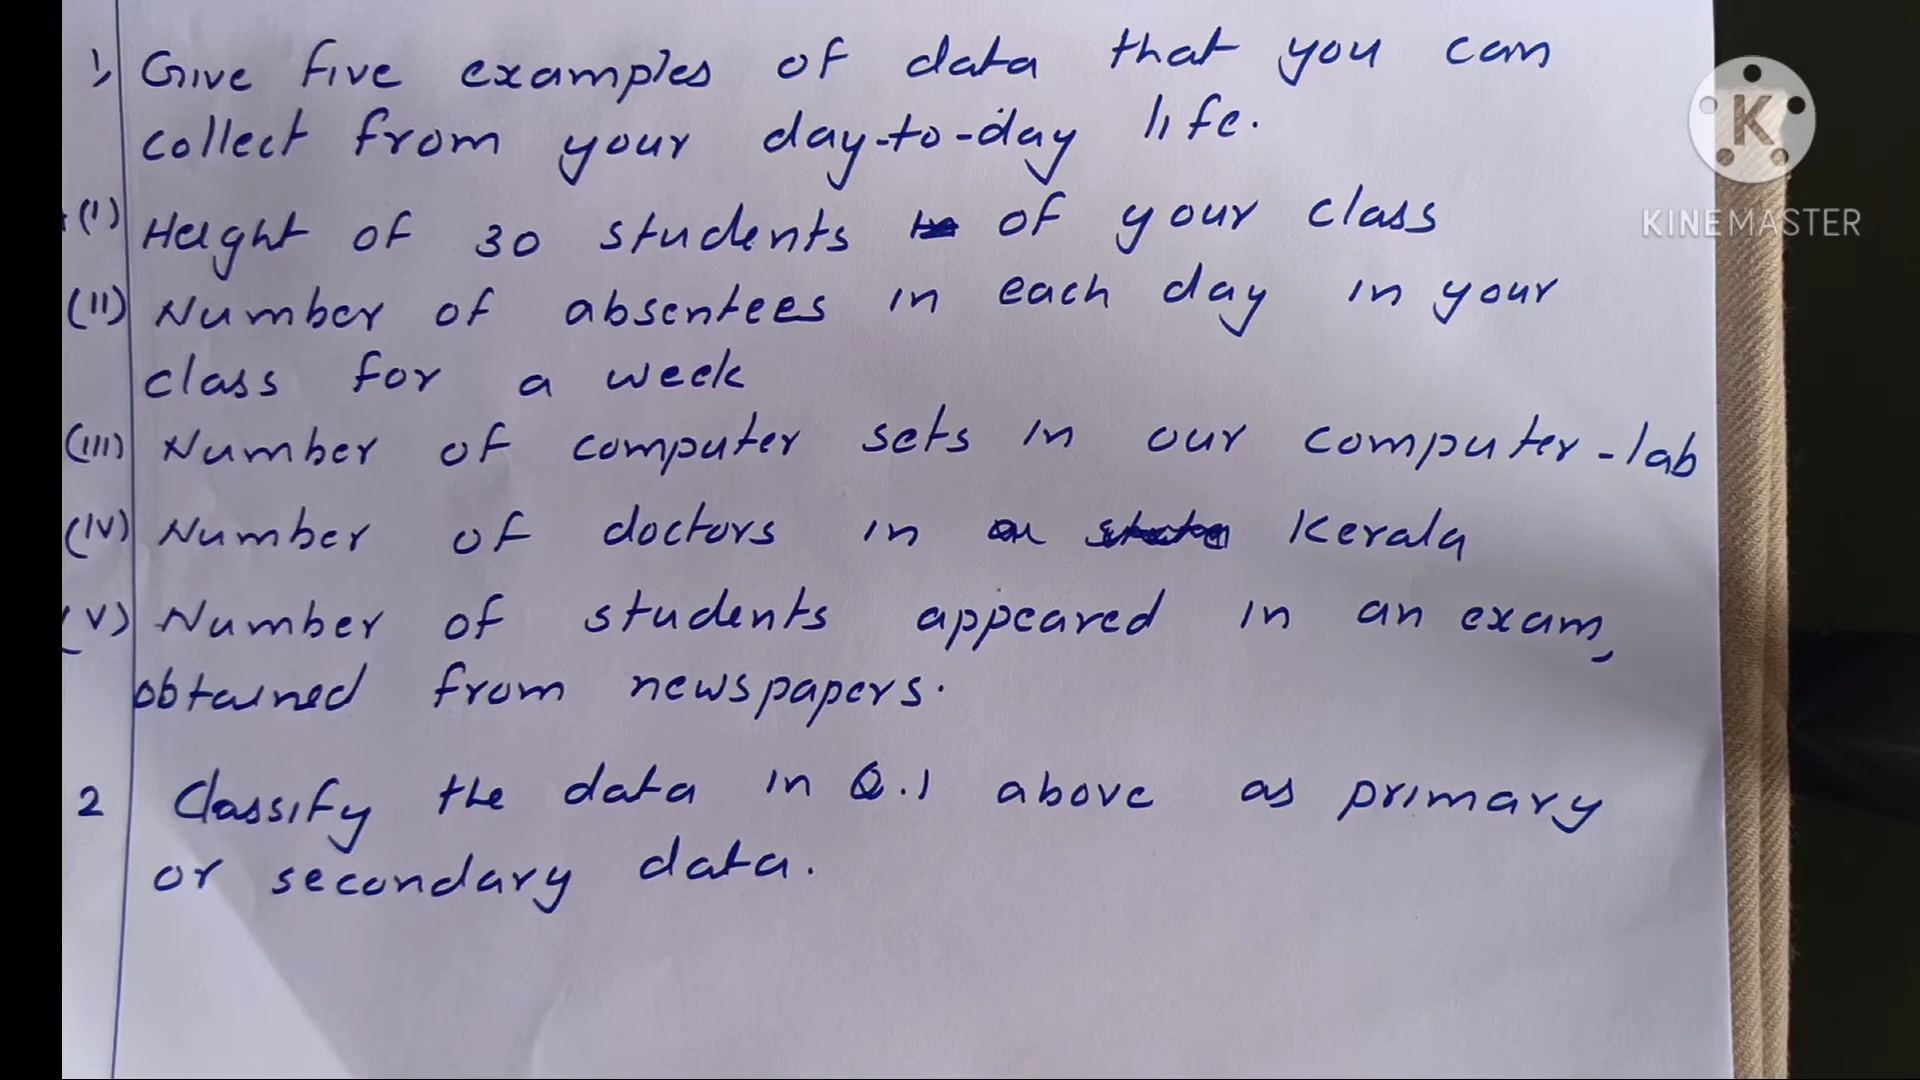 1, Give five examples of data that you can
collect from your day-to-day life.
(i) Height of 30 students of your class
(ii) Number of absentees in each day in your
class for a week
(iii) Number of computer sets in our computer-lab
(iv) Number of doctors in Kerala
(v) Number of students appeared in an exam,
obtained from newspapers.
2 Classify the data in Q.1 above as primary
or secondary data.
K
KINEMASTER